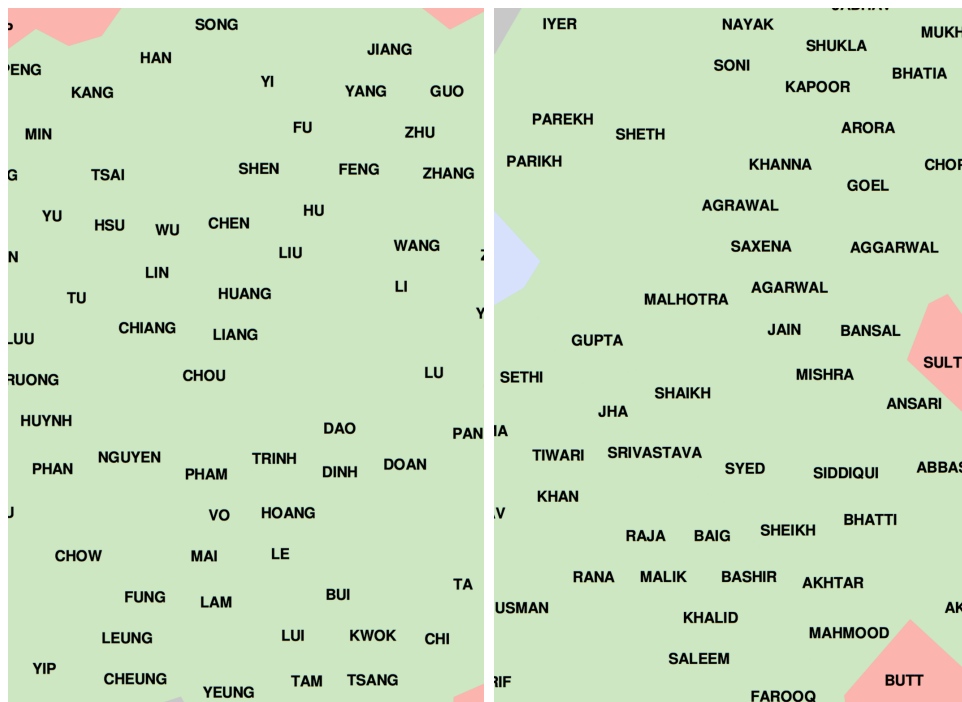 SONG
HAN
JIANG
YI
KANG
YANG
GUO
FU
MIN
ZHU
SHEN
FENG
TSAI
ZHANG
HU
YU
CHEN
HSU
WU
WANG
LIU
LIN
LI
HUANG
TU
CHIANG
LIANG
CHOU
LU
HUYNH
DAO
NGUYEN
TRINH
DOAN
PHAN
PHAM
DINH
VO
HOANG
CHOW
MAI
LE
TA
FUNG
LAM
BUI
LEUNG
LUI
KWOK
CHI
YIP
CHEUNG
TAM
TSANG
YEUNG
IYER
NAYAK
SHUKLA
SONI
BHATIA
KAPOOR
PAREKH
SHETH
ARORA
PARIKH
KHANNA
GOEL
AGRAWAL
SAXENA
AGGARWAL
AGARWAL
MALHOTRA
JAIN
BANSAL
GUPTA
SETHI
MISHRA
SHAIKH
JHA
ANSARI
TIWARI
SRIVASTAVA
SYED
SIDDIQUI
KHAN
BHATTI
SHEIKH
RAJA
BAIG
RANA
MALIK
BASHIR
AKHTAR
USMAN
KHALID
MAHMOOD
SALEEM
BUTT
FAROOQ